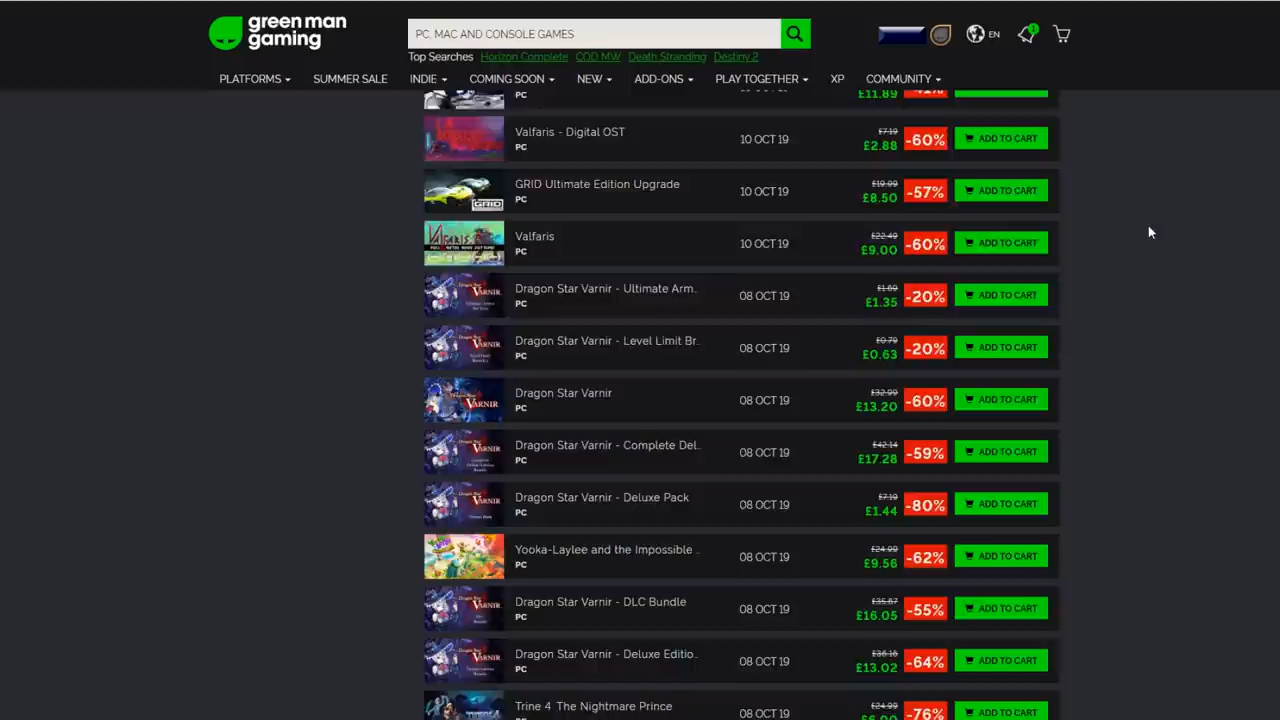 green man
gaming
PC, MAC AND CONSOLE GAMES
EN
1
Top Searches Horizon Complete COD MW Death Stranding Destiny 2
PLATFORMS SUMMER SALE INDIE COMING SOON NEW ADD-ONS PLAY TOGETHER XP COMMUNITY
PC £11.89
Valfaris - Digital OST
PC
10 OCT 19
£7.19
£2.88
-60%
ADD TO CART
GRID
GRID Ultimate Edition Upgrade
PC
10 OCT 19
£19.99
£8.50
-57%
ADD TO CART
Valfaris
PC
10 OCT 19
£22.49
£9.00
-60%
ADD TO CART
VARNIR
Dragon Star Varnir - Ultimate Arm..
PC
08 OCT 19
£1.69
£1.35
-20%
ADD TO CART
VARNIR
Dragon Star Varnir - Level Limit Br..
PC
08 OCT 19
£0.79
£0.63
-20%
ADD TO CART
VARNIR
Dragon Star Varnir
PC
08 OCT 19
£32.99
£13.20
-60%
ADD TO CART
VARNIR
Dragon Star Varnir - Complete Del..
PC
08 OCT 19
£42.14
£17.28
-59%
ADD TO CART
VARNIR
Dragon Star Varnir - Deluxe Pack
PC
08 OCT 19
£7.19
£1.44
-80%
ADD TO CART
Yooka-Laylee and the Impossible ..
PC
08 OCT 19
£24.99
£9.56
-62%
ADD TO CART
VARNIR
Dragon Star Varnir - DLC Bundle
PC
08 OCT 19
£35.67
£16.05
-55%
ADD TO CART
VARNIR
Dragon Star Varnir - Deluxe Editio..
PC
08 OCT 19
£36.16
£13.02
-64%
ADD TO CART
Trine 4 The Nightmare Prince
08 OCT 19
£24.99
-76%
ADD TO CART